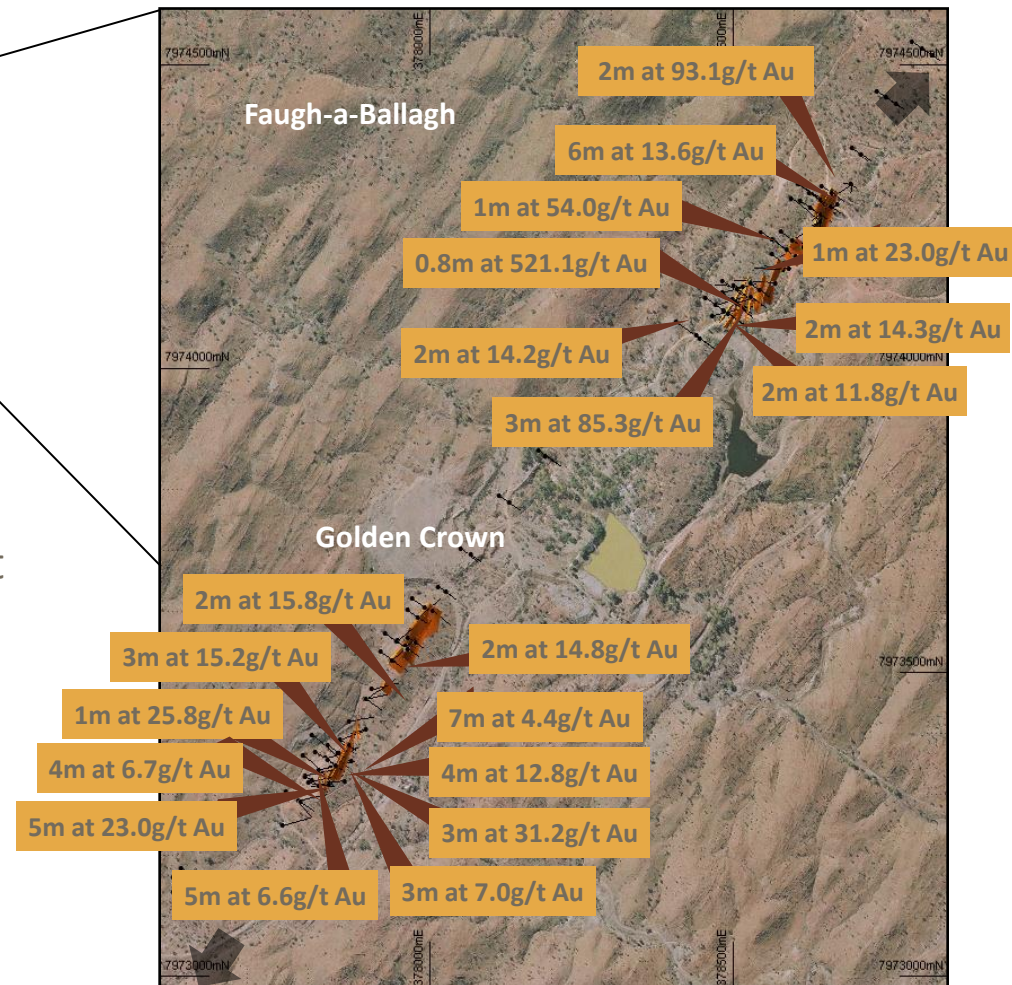 7974500mN
378000mE
500mE
7974500mN
2m at 93.1g/t Au
Faugh-a-Ballagh
6m at 13.6g/t Au
1m at 54.0g/t Au
1m at 23.0g/t Au
0.8m at 521.1g/t Au
2m at 14.3g/t Au
2m at 14.2g/t Au
7974000mN
7974000mN
2m at 11.8g/t Au
3m at 85.3g/t Au
Golden Crown
t
2m at 15.8g/t Au
2m at 14.8g/t Au
3m at 15.2g/t Au
7973500mN
1m at 25.8g/t Au
7m at 4.4g/t Au
4m at 6.7g/t Au
4m at 12.8g/t Au
5m at 23.0g/t Au
3m at 31.2g/t Au
5m at 6.6g/t Au
3m at 7.0g/t Au
7973000mN
378000mE
378500mE
7973000mN